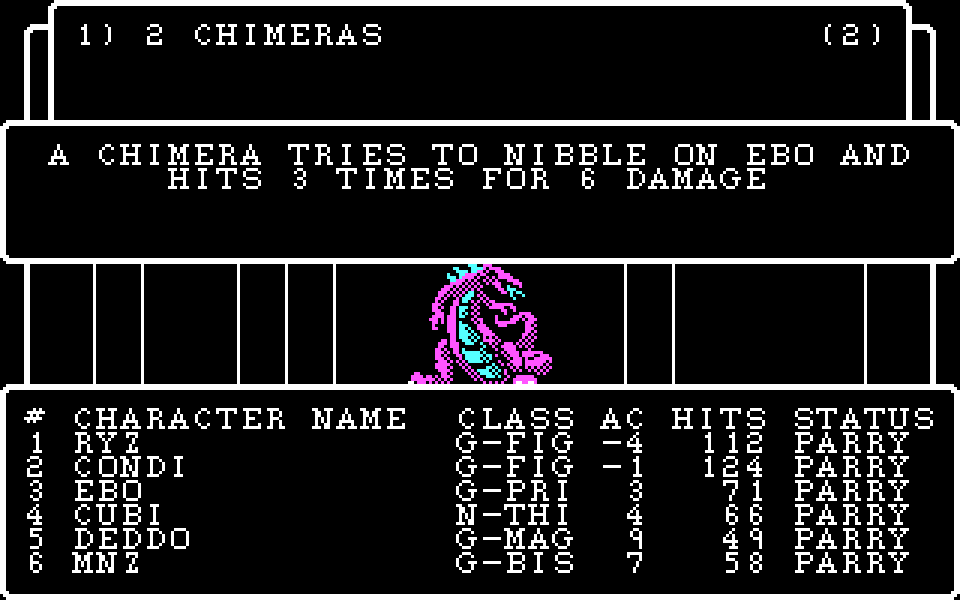 1) 2 CHIMERAS (2)
A CHIMERA TRIES TO NIBBLE ON EBO AND
HITS 3 TIMES FOR 6 DAMAGE
# CHARACTER NAME CLASS AC HITS STATUS
1 RYZ G-FIG -4 112 PARRY
2 CONDI G-FIG -1 124 PARRY
3 EBO G-PRI 3 71 PARRY
4 CUBI N-THI 4 66 PARRY
5 DEDDO G-MAG 9 49 PARRY
6 MNZ G-BIS 7 58 PARRY